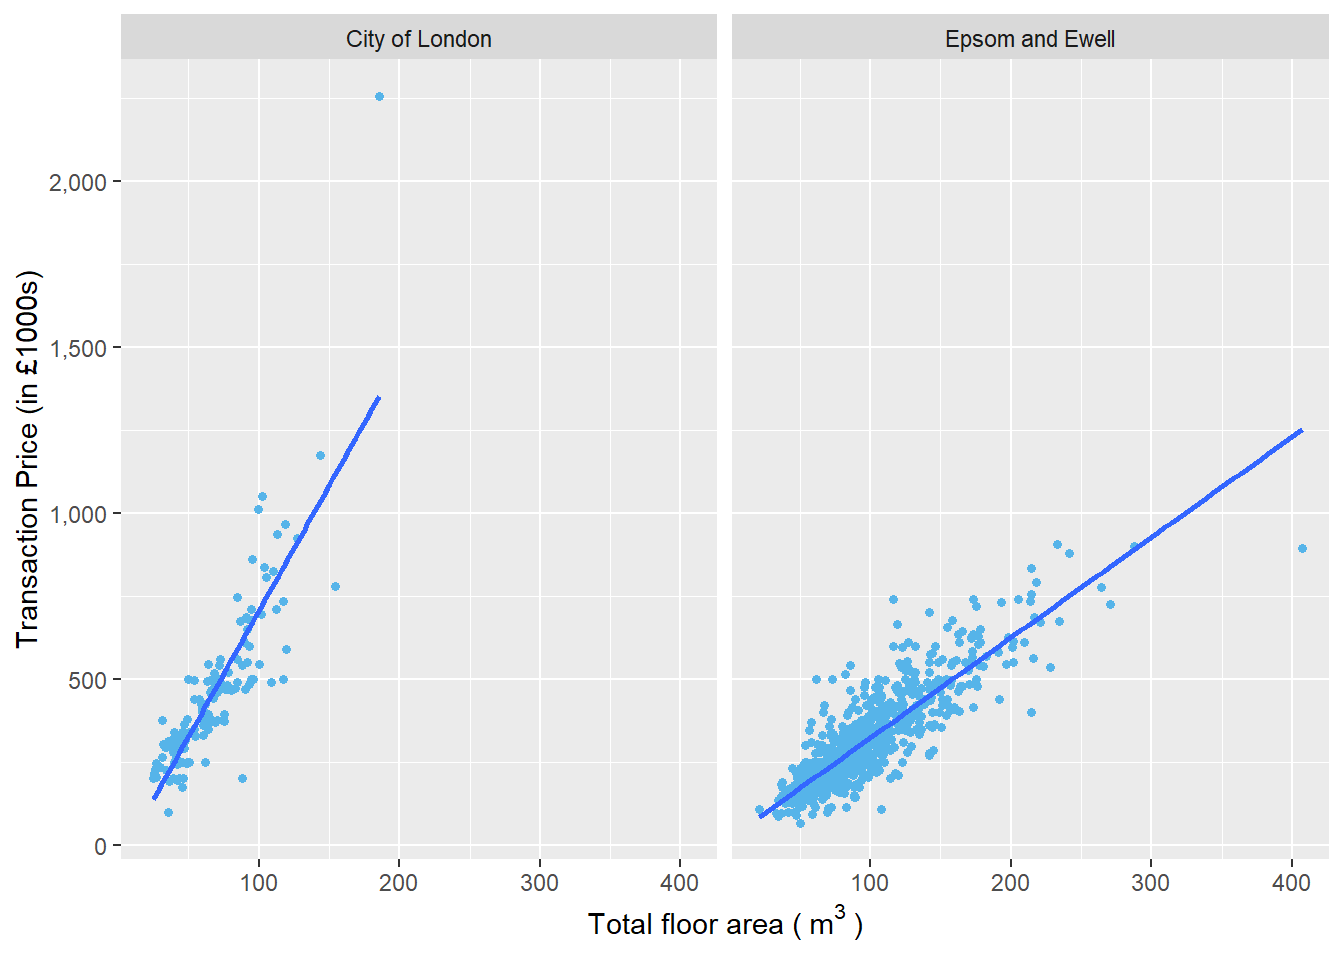 City of London
Epsom and Ewell
Transaction Price (in £1000s)
2,000
1,500
1,000
500
0
100 200 300 400
100 200 300 400
Total floor area ( m³ )